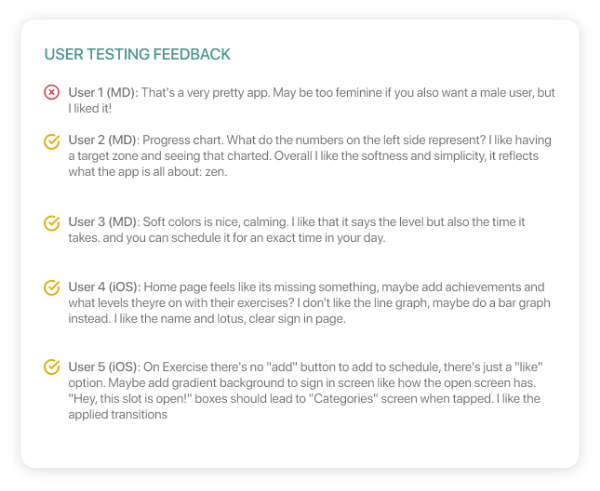 USER TESTING FEEDBACK
User 1 (MD): That's a very pretty app. May be too feminine if you also want a male user, but
I liked it!
User 2 (MD): Progress chart. What do the numbers on the left side represent? I like having
a target zone and seeing that charted. Overall I like the softness and simplicity, it reflects
what the app is all about: zen.
User 3 (MD): Soft colors is nice, calming. I like that it says the level but also the time it
takes. and you can schedule it for an exact time in your day.
User 4 (iOS): Home page feels like its missing something, maybe add achievements and
what levels theyre on with their exercises? I don't like the line graph, maybe do a bar graph
instead. I like the name and lotus, clear sign in page.
User 5 (iOS): On Exercise there's no "add" button to add to schedule, there's just a "like"
option. Maybe add gradient background to sign in screen like how the open screen has.
"Hey, this slot is open!" boxes should lead to "Categories" screen when tapped. I like the
applied transitions